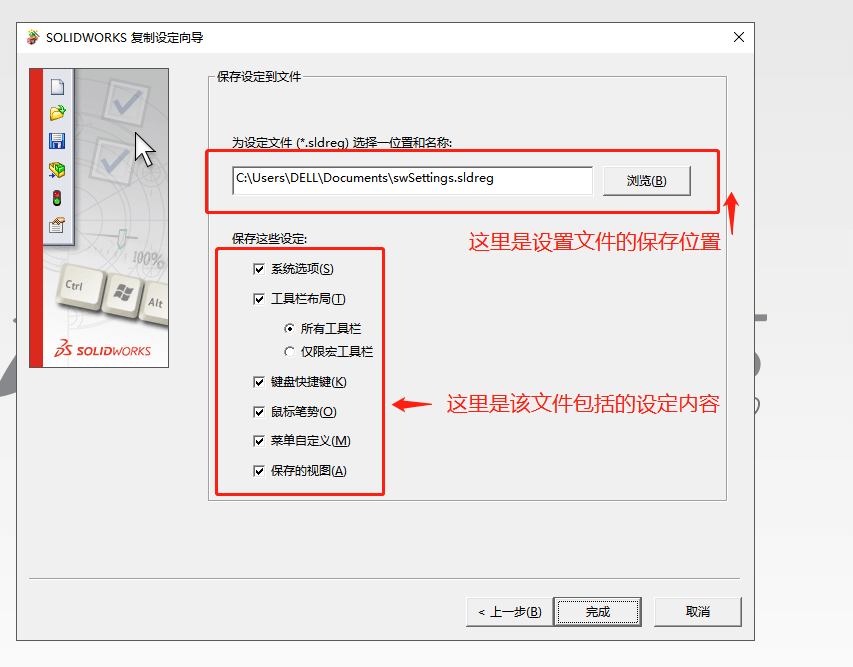 SOLIDWORKS 复制设定向导
保存设定到文件
为设定文件 (*.sldreg) 选择一位置和名称:
C:\Users\DELL\Documents\swSettings.sldreg
浏览(B)
这里是设置文件的保存位置
保存这些设定:
系统选项(S)
工具栏布局(T)
所有工具栏
仅限宏工具栏
键盘快捷键(K)
这里是该文件包括的设定内容
鼠标笔势(O)
菜单自定义(M)
保存的视图(A)
100%
Ctrl
Alt
SOLIDWORKS
< 上一步(B)
完成
取消